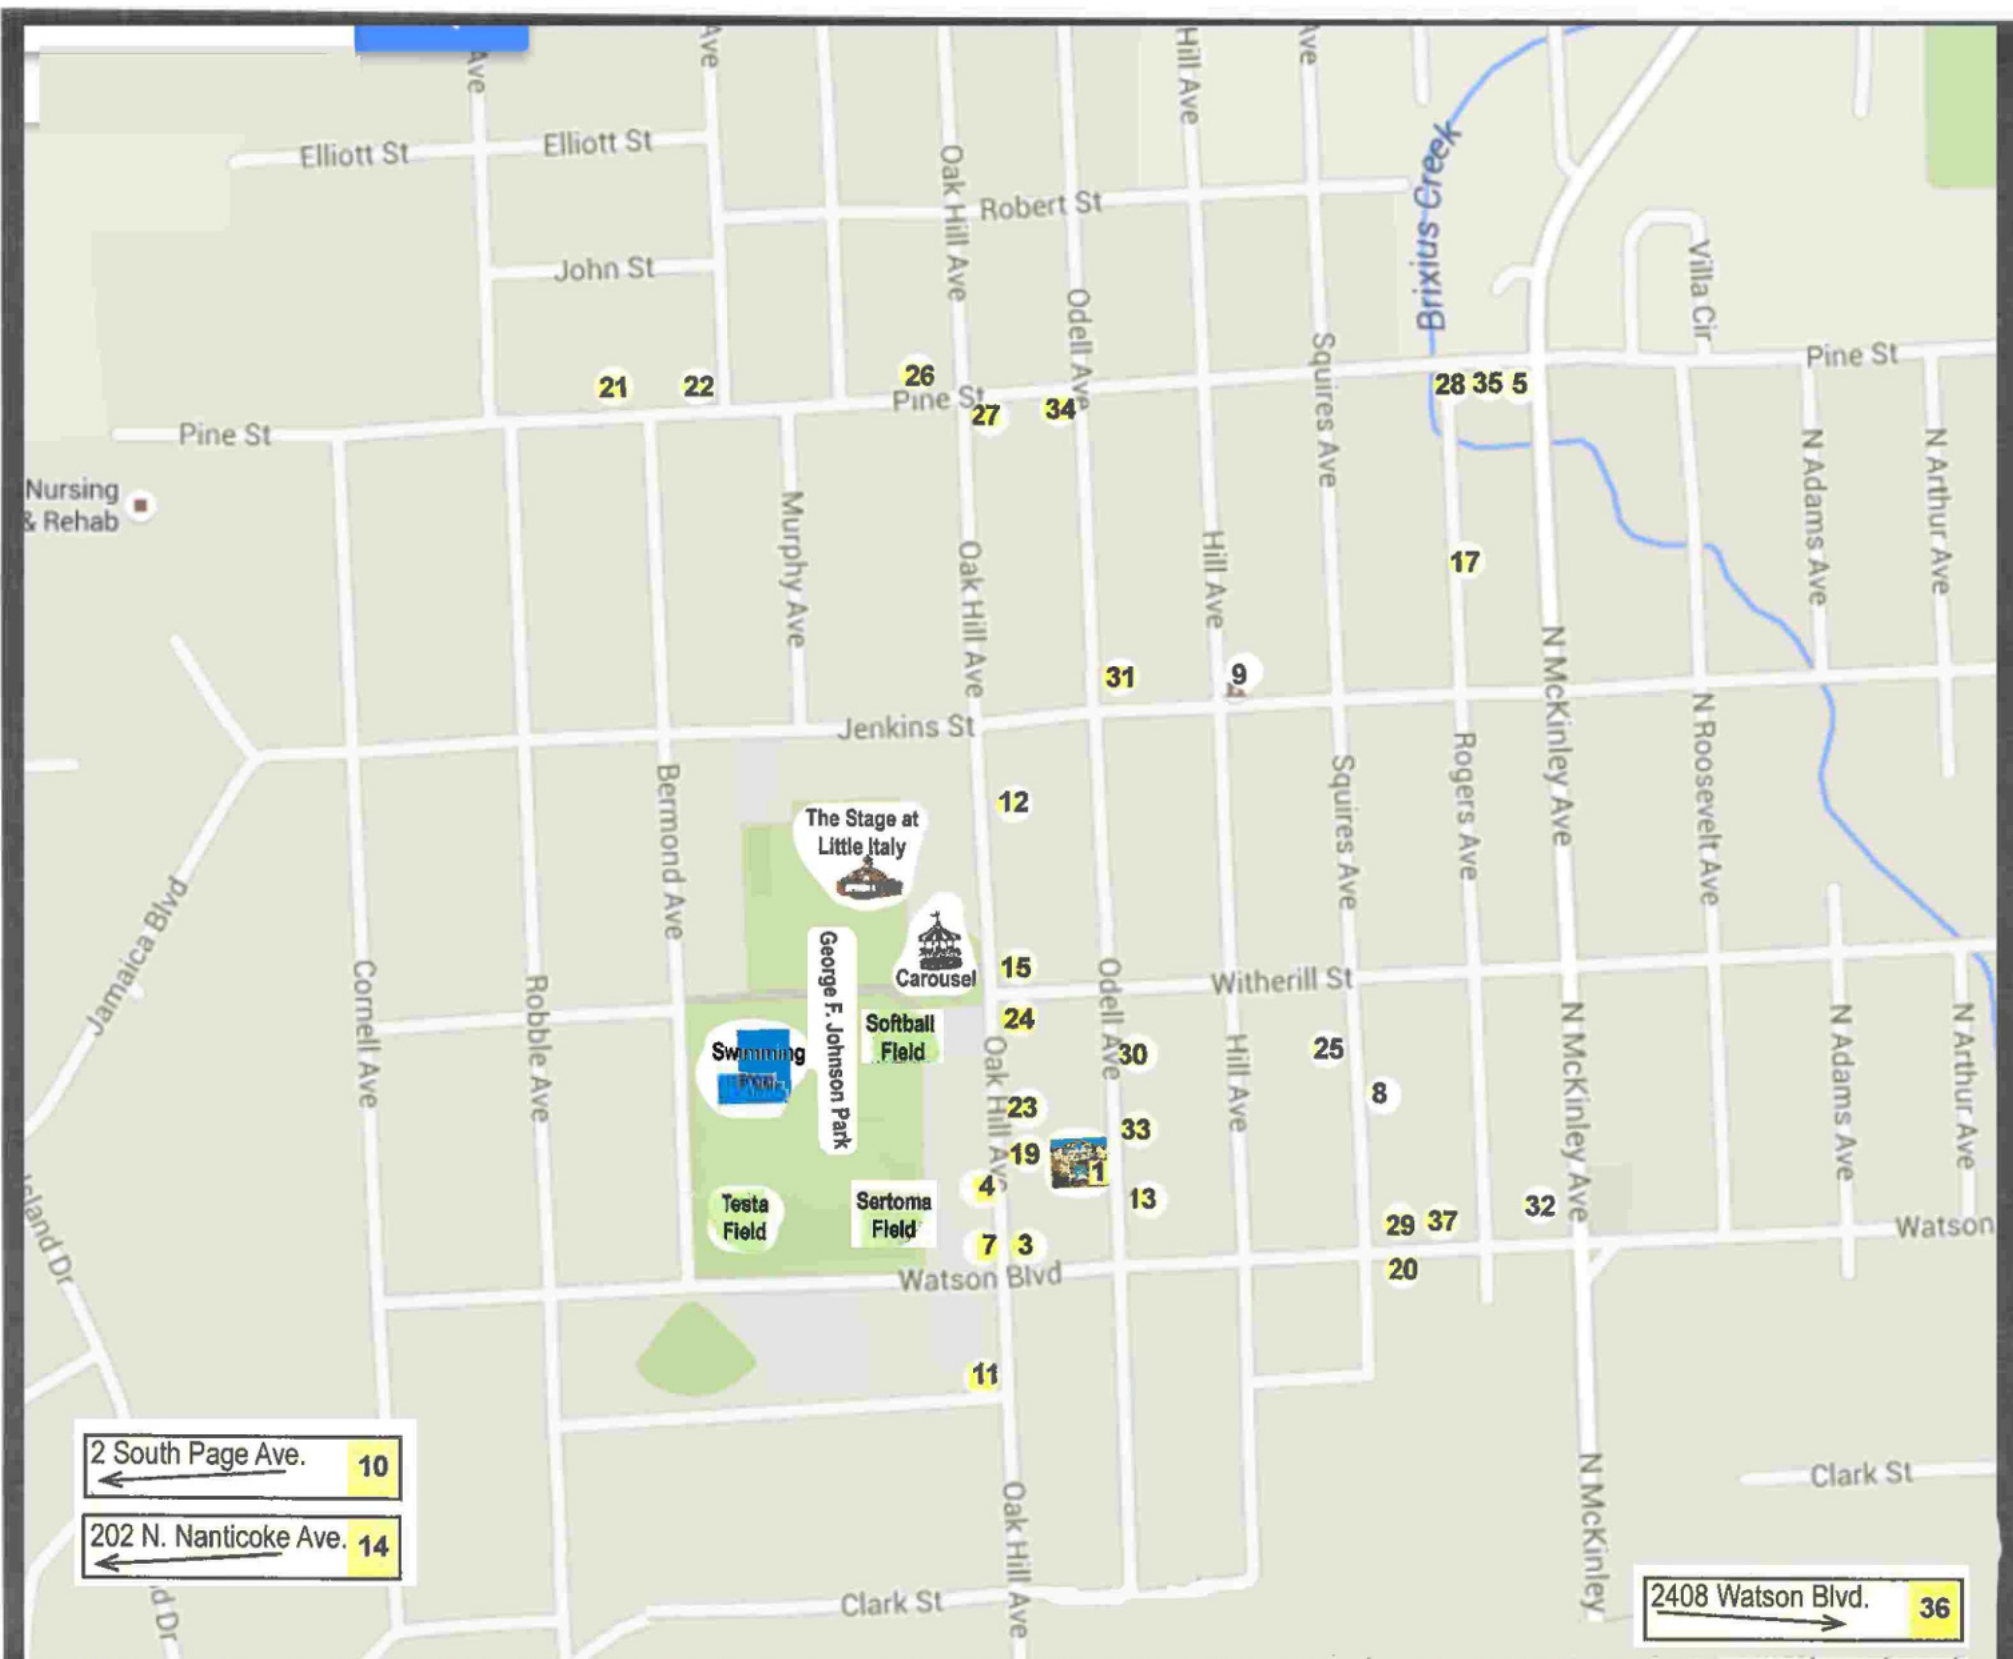 Ave
Ave
Hill Ave
Ave
Elliott St
Elliott St
Oak Hill Ave
Robert St
Brixius Creek
John St
Villa Cir
Odell Ave
Squires Ave
Pine St
21
22
26
Pine St
27
34
28 35 5
Pine St
Nursing
& Rehab
Murphy Ave
Oak Hill Ave
Hill Ave
17
N Adams Ave
N Arthur Ave
31
9
N McKinley Ave
Jenkins St
Bermond Ave
12
Squires Ave
Rogers Ave
N Roosevelt Ave
The Stage at
Little Italy
Jamaica Blvd
Carousel
George F. Johnson Park
15
Witherill St
Cornell Ave
Robble Ave
Swimming
Softball
Field
24
Oak Hill Ave
Odell Ave
30
Hill Ave
25
8
N McKinley Ave
N Adams Ave
N Arthur Ave
23
33
19
1
4
13
Testa
Field
Sertoma
Field
29
37
32
Watson
7
3
Watson Blvd
20
Island Dr
11
2 South Page Ave.
10
202 N. Nanticoke Ave.
14
Oak Hill Ave
N McKinley
Clark St
d Dr
Clark St
2408 Watson Blvd.
36